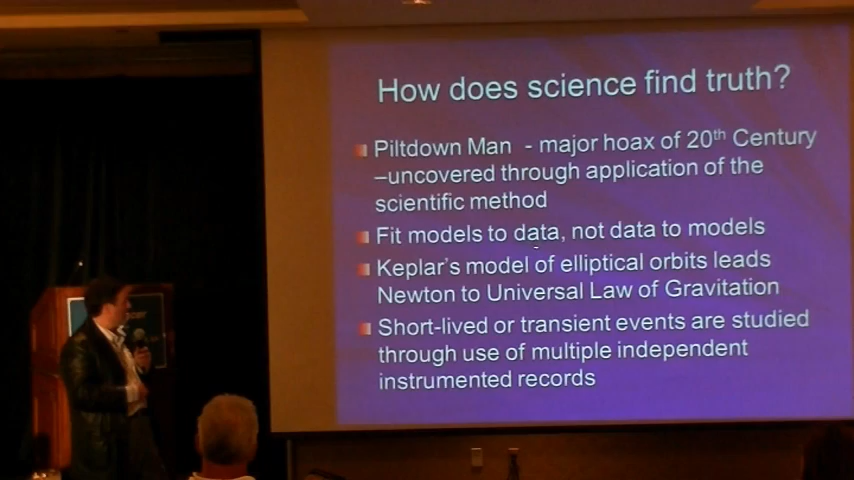 How does science find truth?
Piltdown Man - major hoax of 20th Century
–uncovered through application of the
scientific method
Fit models to data, not data to models
Keplar's model of elliptical orbits leads
Newton to Universal Law of Gravitation
Short-lived or transient events are studied
through use of multiple independent
instrumented records